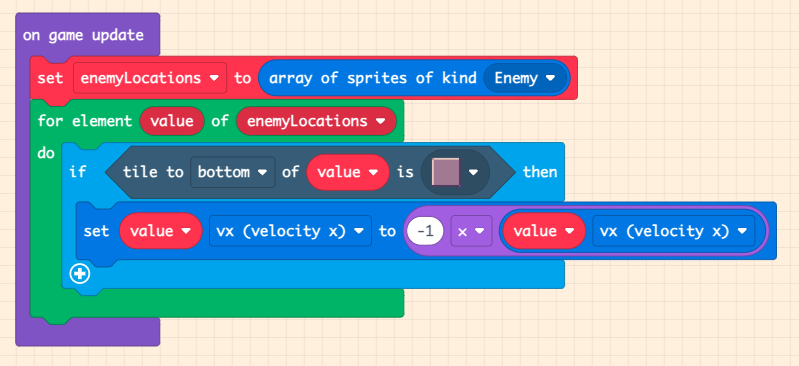 on game update
set enemyLocations to array of sprites of kind Enemy
for element value of enemyLocations
do
if tile to bottom of value is then
set value vx (velocity x) to -1 × value vx (velocity x)